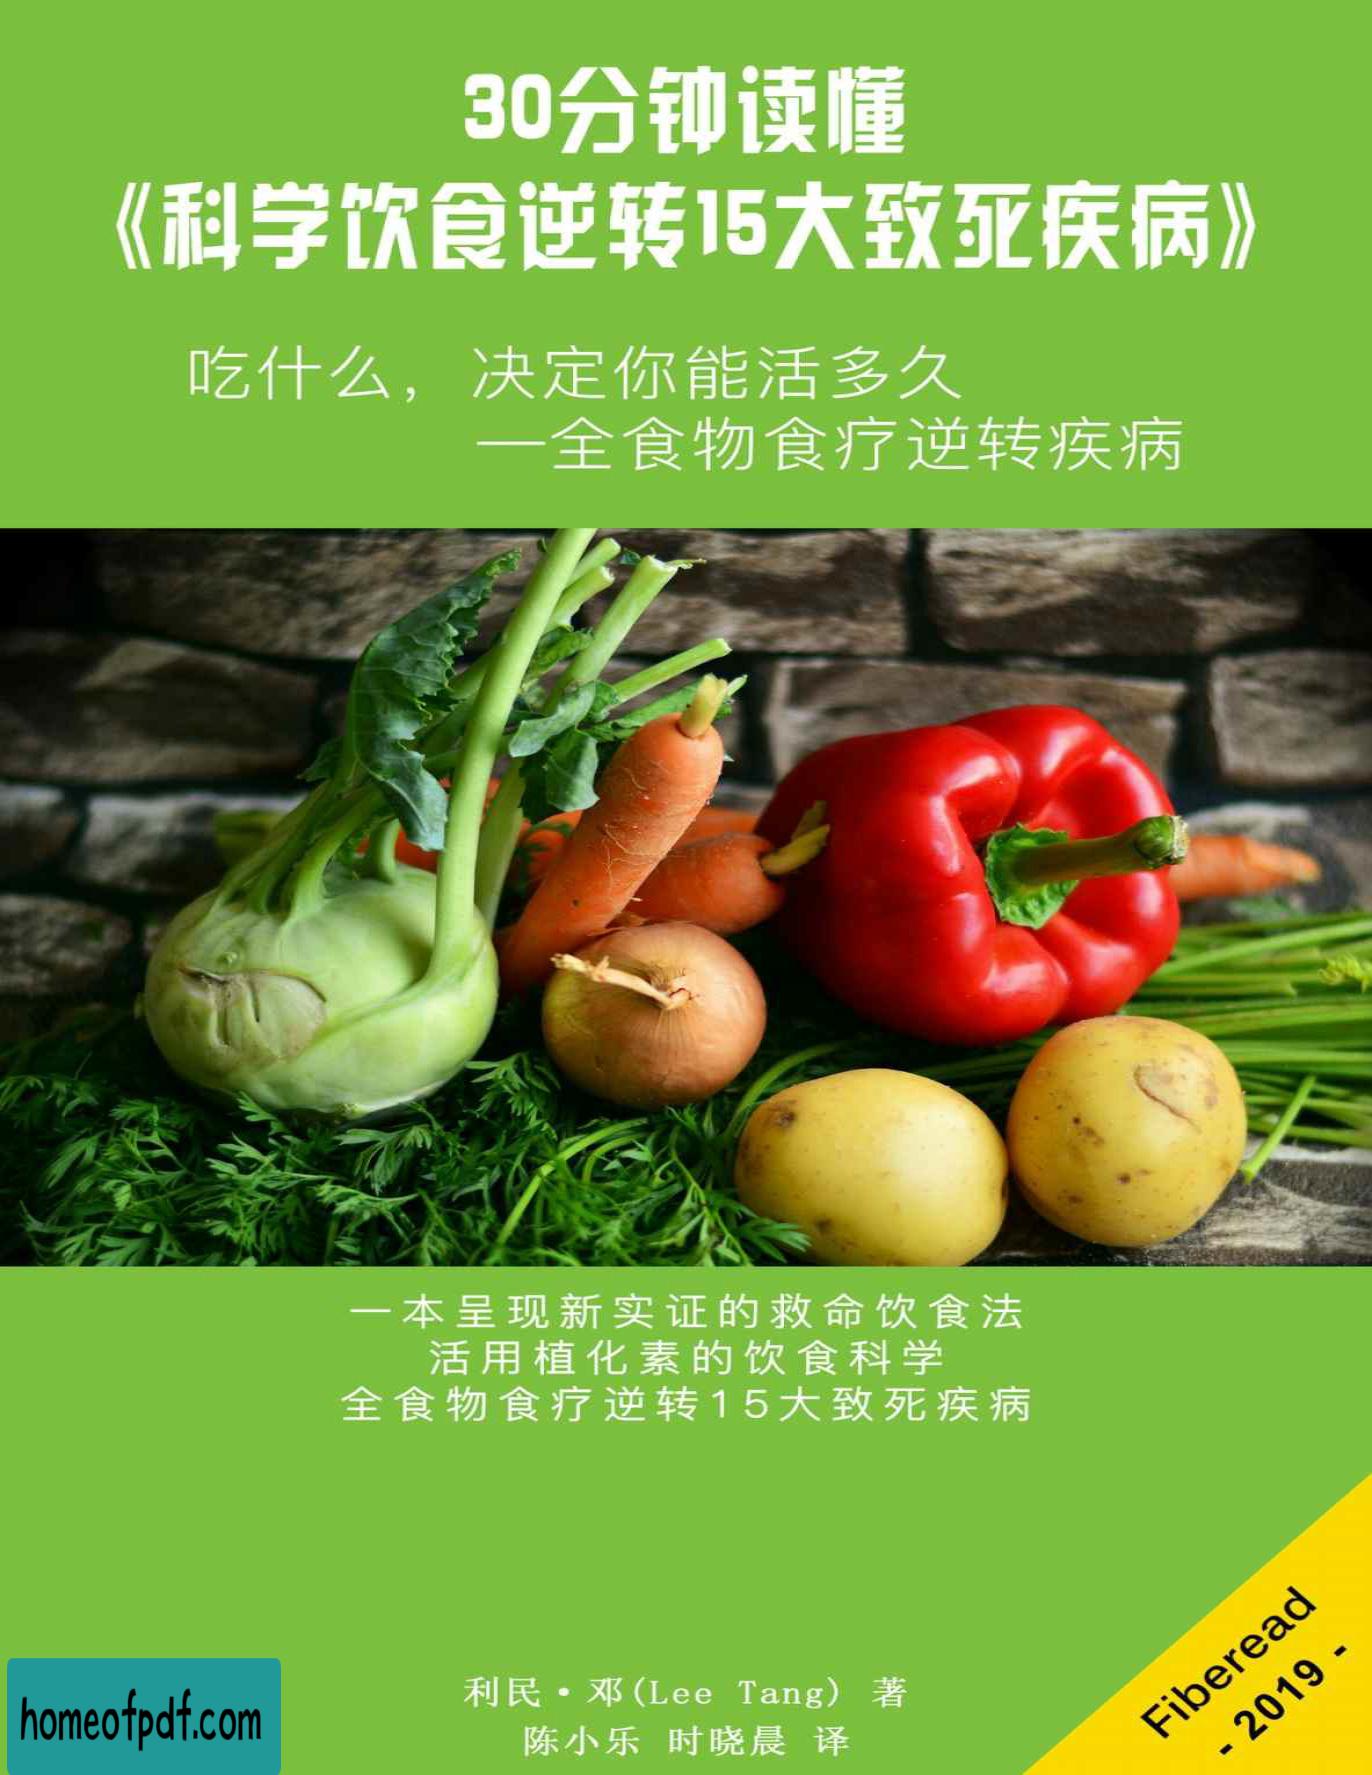 30分钟读懂
《科学饮食逆转15大致死疾病》
吃什么，决定你能活多久
—全食物食疗逆转疾病
一本呈现新实证的救命饮食法
活用植化素的饮食科学
全食物食疗逆转15大致死疾病
利民·邓(Lee Tang) 著
陈小乐 时晓晨 译
Fiberead
- 2019 -
homeofpdf.com